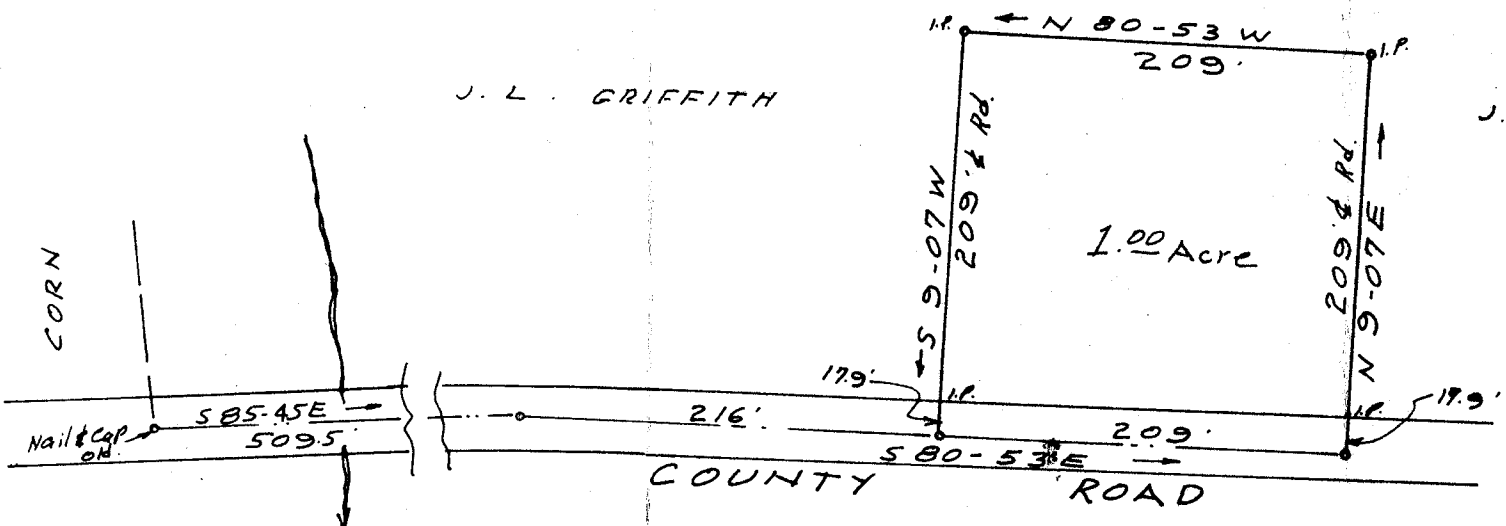 I.P.
← N 80-53 W
209'
I.P.
J. L. GRIFFITH
J.
S 9-07 W
209' ℄ Rd.
1.00 Acre
209' ℄ Rd.
N 9-07 E
CORN
17.9'
I.P.
I.P.
17.9'
Nail & Cap
old
S 85-45 E
509.5'
216'
209'
S 80-53 E
COUNTY ROAD